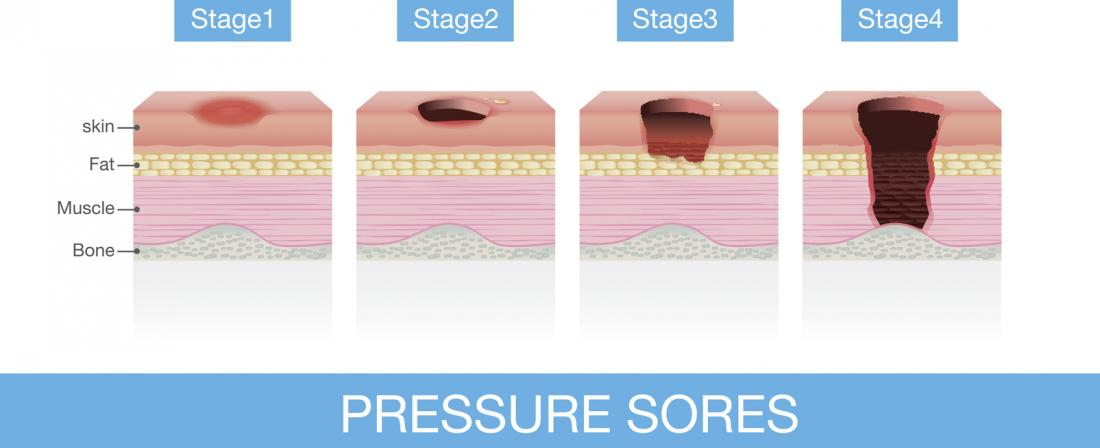 Stage1
Stage2
Stage3
Stage4
skin
Fat
Muscle
Bone
PRESSURE SORES